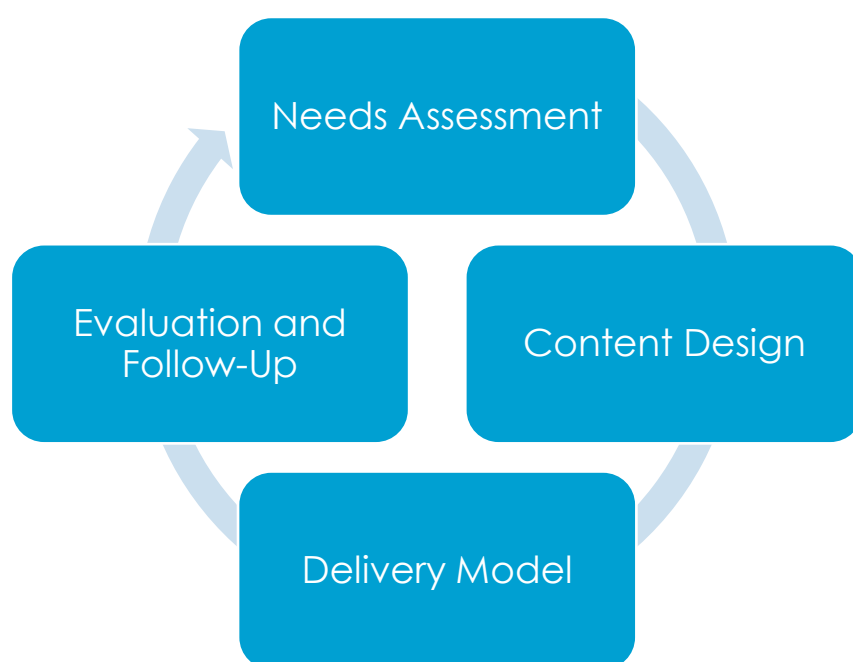 Needs Assessment
Content Design
Delivery Model
Evaluation and
Follow-Up